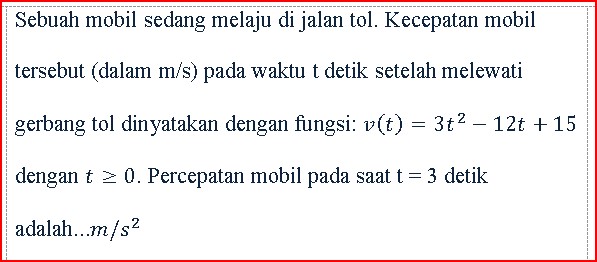 Sebuah mobil sedang melaju di jalan tol. Kecepatan mobil
tersebut (dalam m/s) pada waktu t detik setelah melewati
gerbang tol dinyatakan dengan fungsi: v(t) = 3t² − 12t + 15
dengan t ≥ 0. Percepatan mobil pada saat t = 3 detik
adalah...m/s²